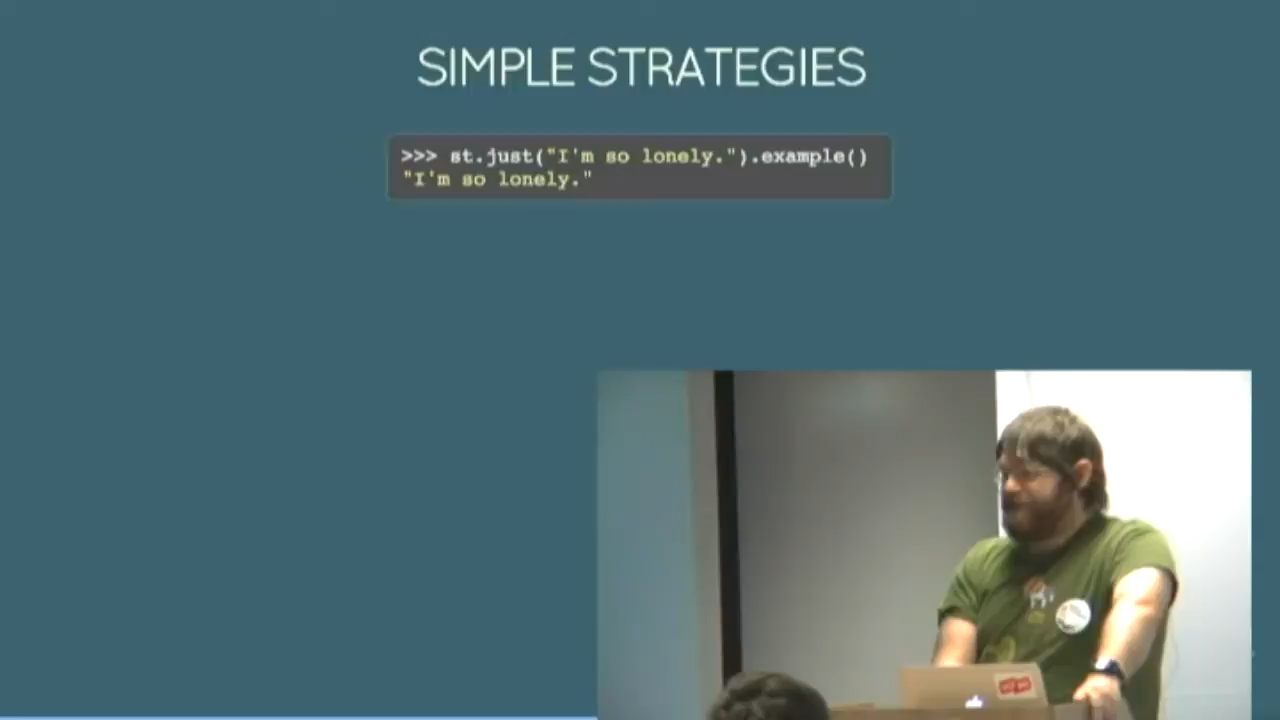 SIMPLE STRATEGIES
>>> st.just("I'm so lonely.").example()
"I'm so lonely."